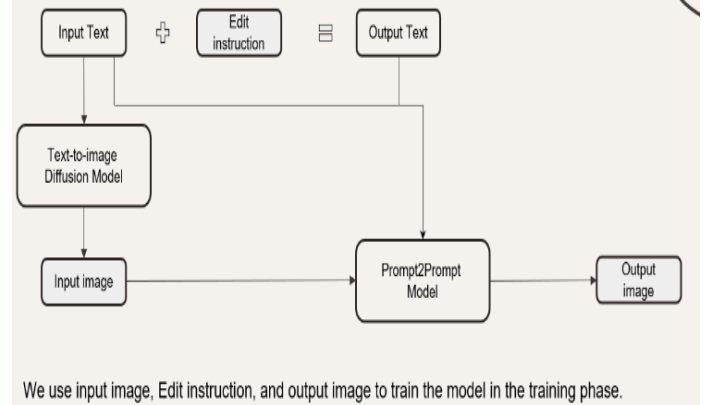 Input Text
Edit
instruction
Output Text
Text-to-image
Diffusion Model
Input image
Prompt2Prompt
Model
Output
image
We use input image, Edit instruction, and output image to train the model in the training phase.